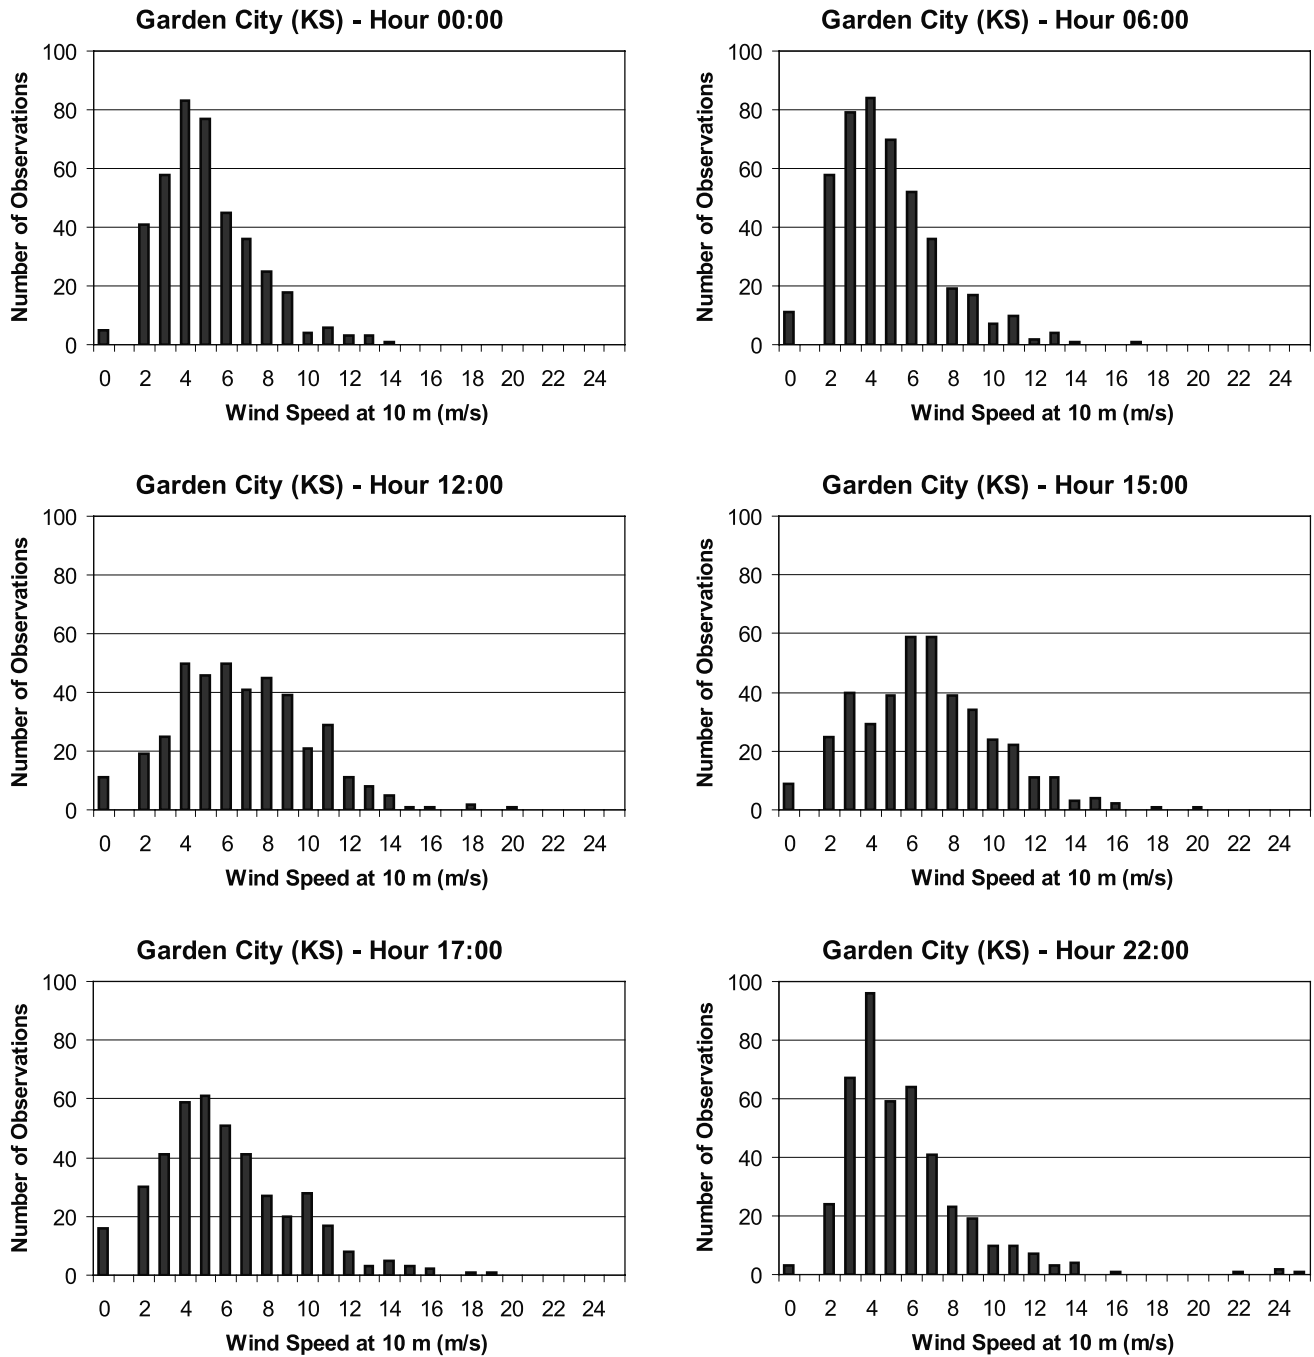 Garden City (KS) - Hour 00:00
Number of Observations
100
80
60
40
20
0
0 2 4 6 8 10 12 14 16 18 20 22 24
Wind Speed at 10 m (m/s)
Garden City (KS) - Hour 06:00
Number of Observations
100
80
60
40
20
0
0 2 4 6 8 10 12 14 16 18 20 22 24
Wind Speed at 10 m (m/s)
Garden City (KS) - Hour 12:00
Number of Observations
100
80
60
40
20
0
0 2 4 6 8 10 12 14 16 18 20 22 24
Wind Speed at 10 m (m/s)
Garden City (KS) - Hour 15:00
Number of Observations
100
80
60
40
20
0
0 2 4 6 8 10 12 14 16 18 20 22 24
Wind Speed at 10 m (m/s)
Garden City (KS) - Hour 17:00
Number of Observations
100
80
60
40
20
0
0 2 4 6 8 10 12 14 16 18 20 22 24
Wind Speed at 10 m (m/s)
Garden City (KS) - Hour 22:00
Number of Observations
100
80
60
40
20
0
0 2 4 6 8 10 12 14 16 18 20 22 24
Wind Speed at 10 m (m/s)